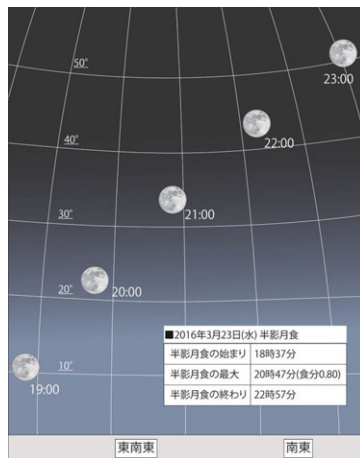 50°
23:00
22:00
40°
21:00
30°
20:00
20°
■2016年3月23日(水) 半影月食
半影月食の始まり 18時37分
半影月食の最大 20時47分(食分0.80)
半影月食の終わり 22時57分
10°
19:00
東南東 南東